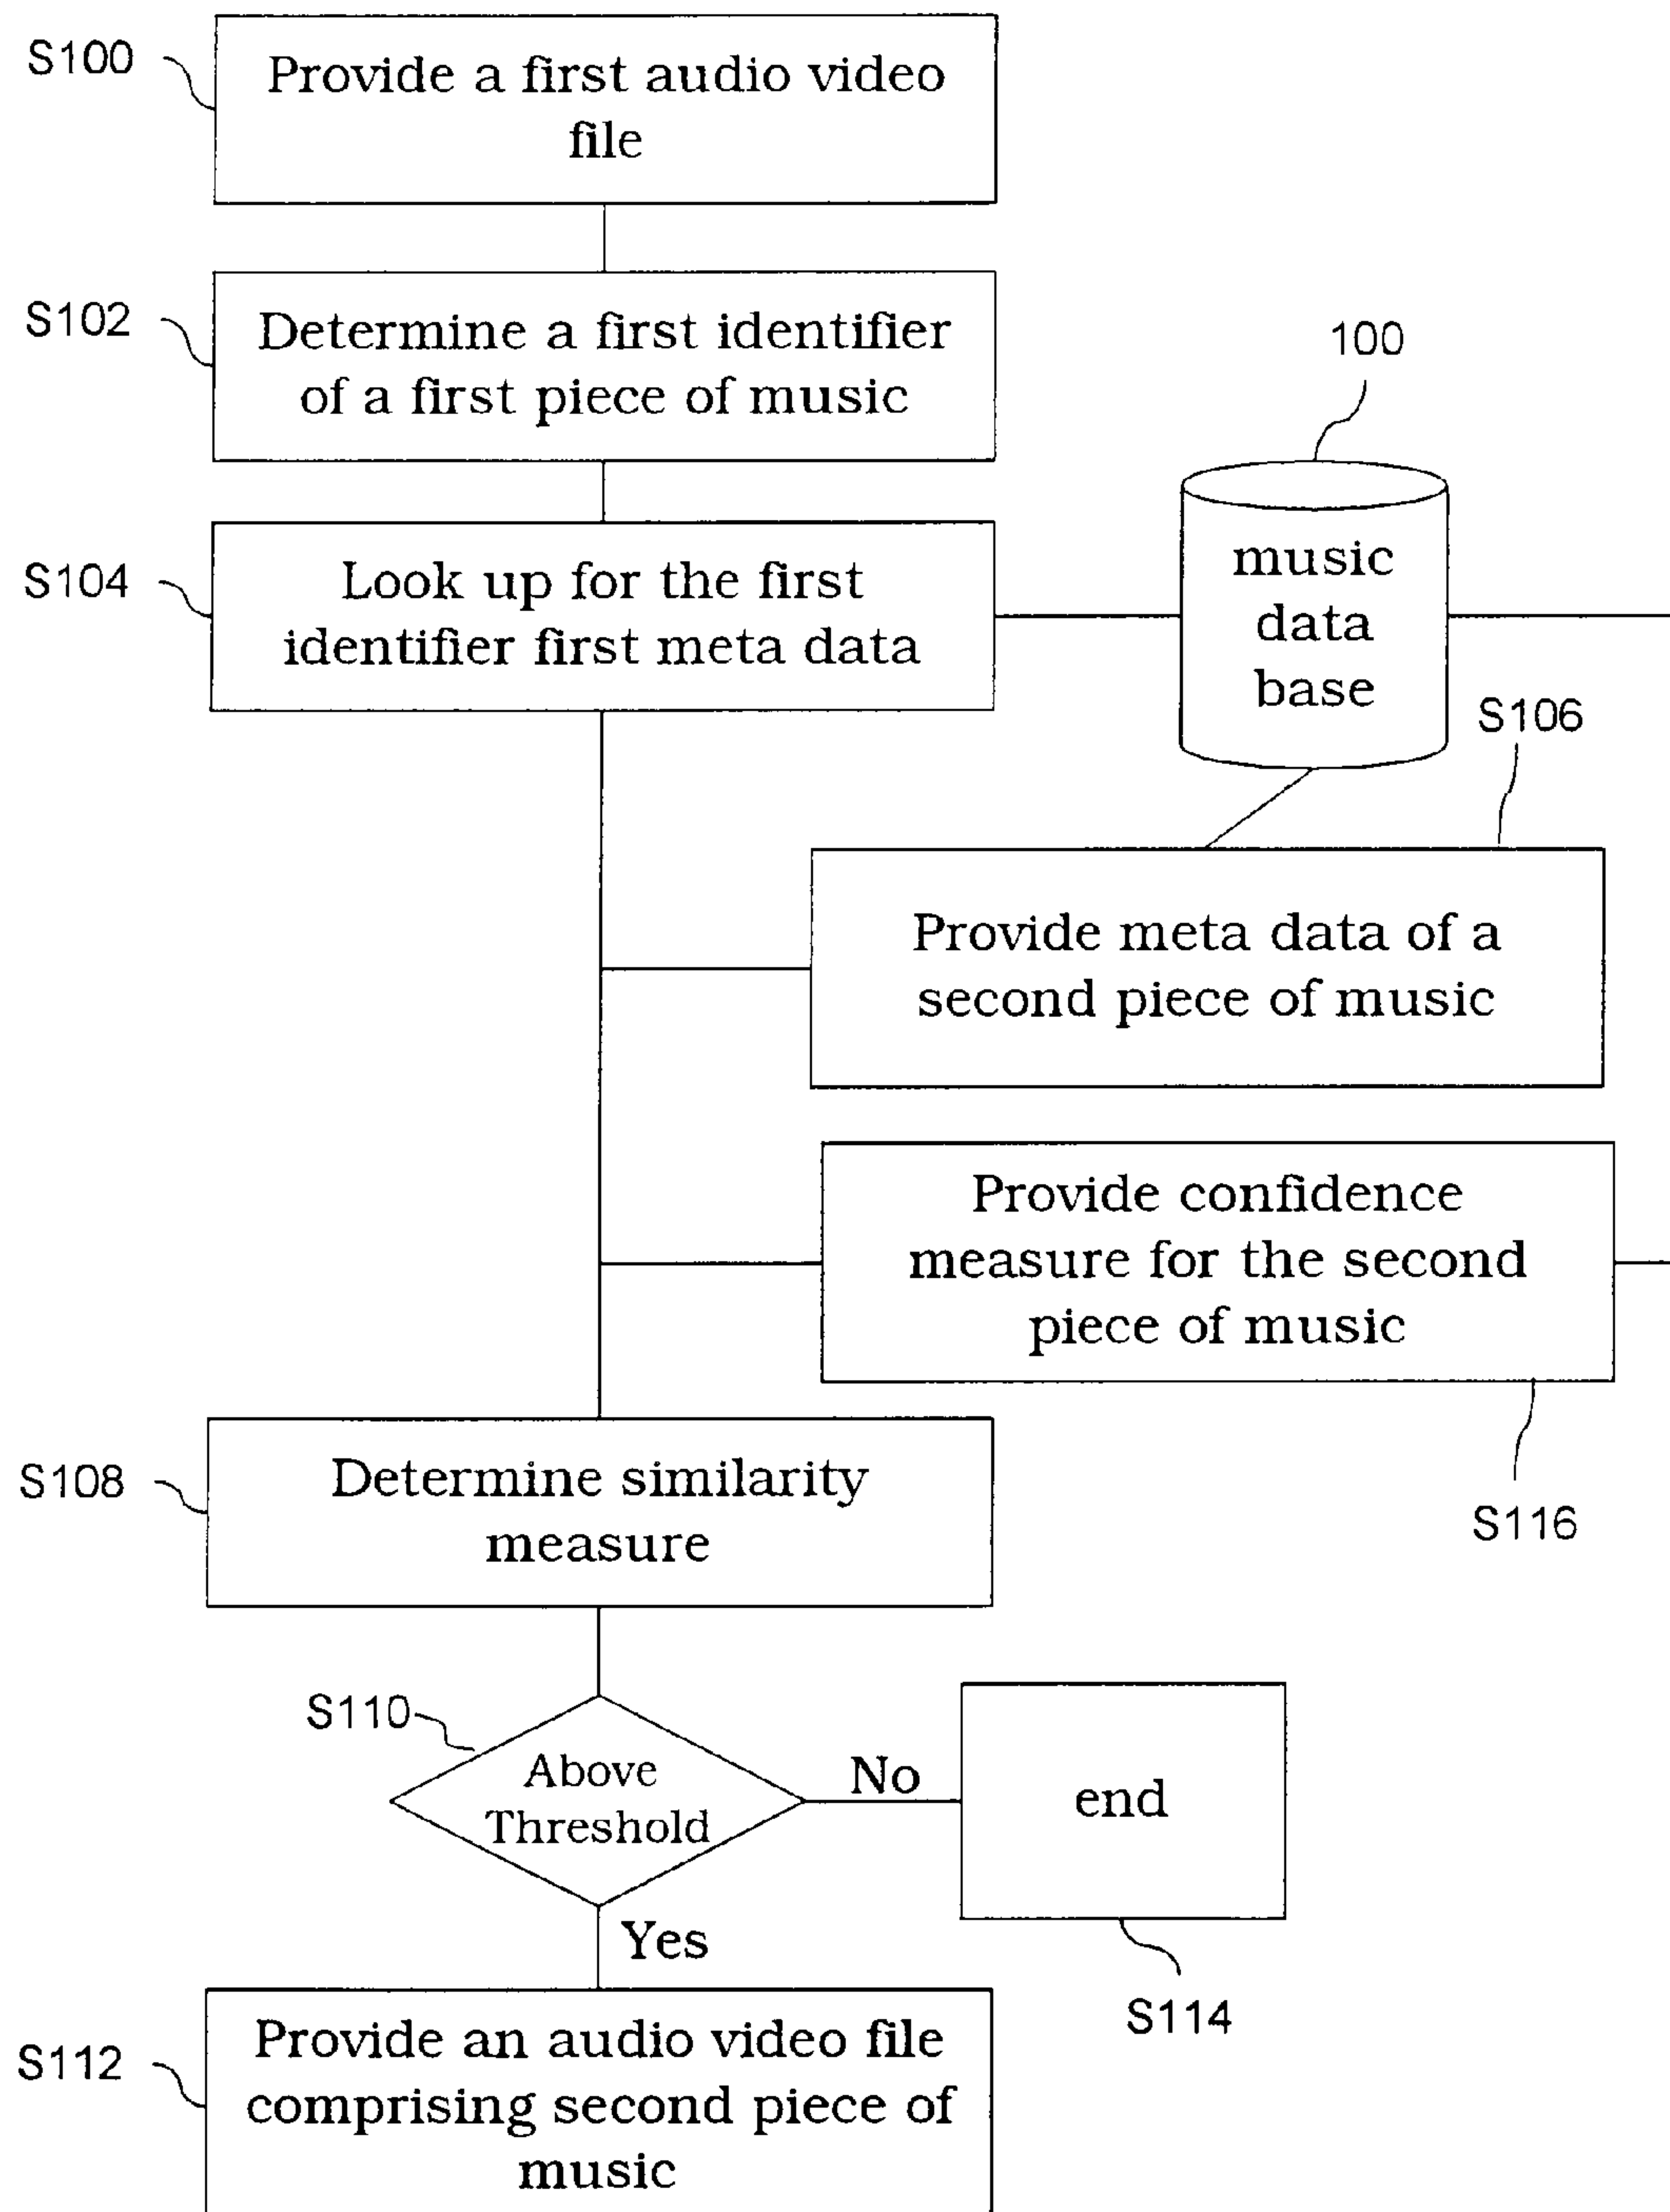 S100
Provide a first audio video
file
S102
Determine a first identifier
of a first piece of music
100
S104
Look up for the first
identifier first meta data
music
data
base
S106
Provide meta data of a
second piece of music
Provide confidence
measure for the second
piece of music
S116
S108
Determine similarity
measure
S110
Above
Threshold
No
end
S114
Yes
S112
Provide an audio video file
comprising second piece of
music